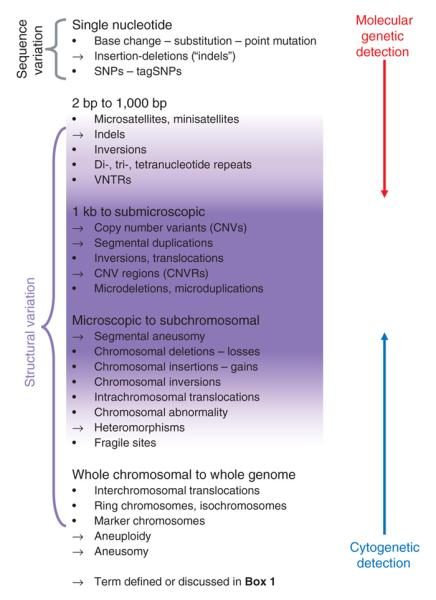 Sequence variation
Single nucleotide
• Base change – substitution – point mutation
→ Insertion-deletions (“indels”)
• SNPs – tagSNPs
2 bp to 1,000 bp
• Microsatellites, minisatellites
→ Indels
• Inversions
• Di-, tri-, tetranucleotide repeats
• VNTRs
Structural variation
1 kb to submicroscopic
→ Copy number variants (CNVs)
→ Segmental duplications
• Inversions, translocations
→ CNV regions (CNVRs)
• Microdeletions, microduplications
Microscopic to subchromosomal
→ Segmental aneusomy
• Chromosomal deletions – losses
• Chromosomal insertions – gains
• Chromosomal inversions
• Intrachromosomal translocations
• Chromosomal abnormality
→ Heteromorphisms
• Fragile sites
Whole chromosomal to whole genome
• Interchromosomal translocations
• Ring chromosomes, isochromosomes
• Marker chromosomes
→ Aneuploidy
→ Aneusomy
→ Term defined or discussed in Box 1
Molecular
genetic
detection
Cytogenetic
detection